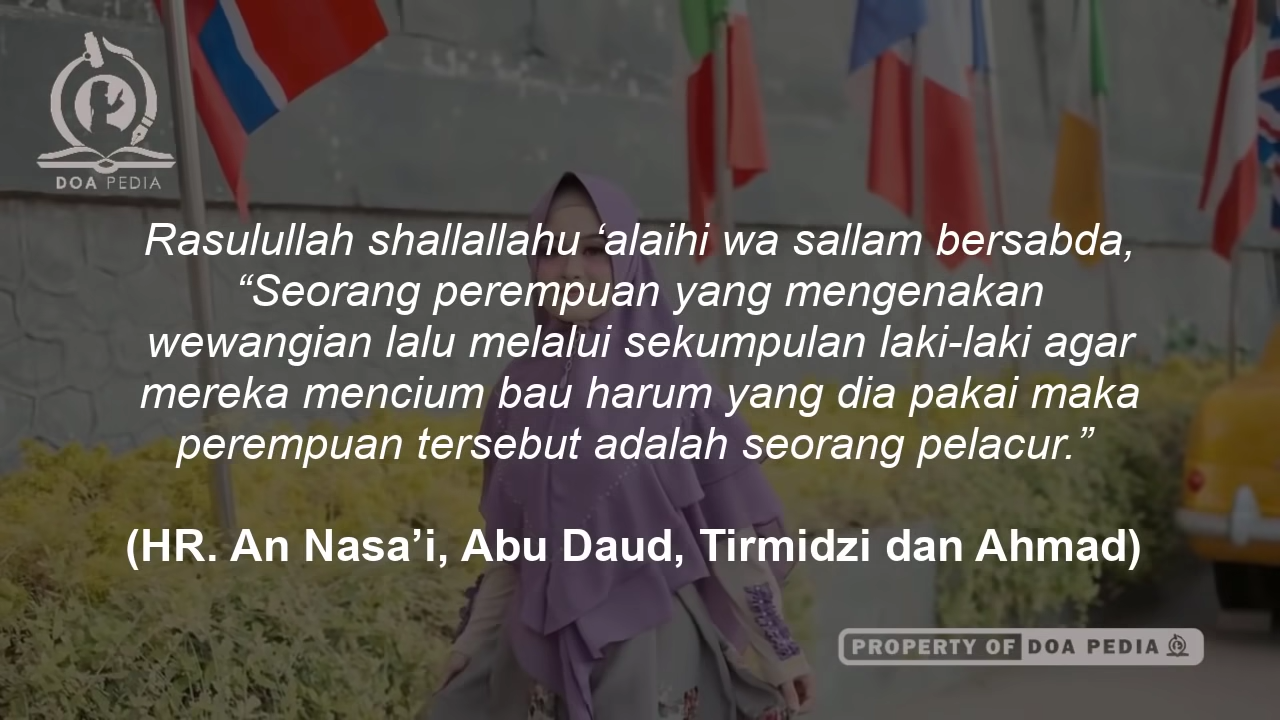 DOA PEDIA
Rasulullah shallallahu ‘alaihi wa sallam bersabda,
“Seorang perempuan yang mengenakan
wewangian lalu melalui sekumpulan laki-laki agar
mereka mencium bau harum yang dia pakai maka
perempuan tersebut adalah seorang pelacur.”
(HR. An Nasa’i, Abu Daud, Tirmidzi dan Ahmad)
PROPERTY OF DOA PEDIA